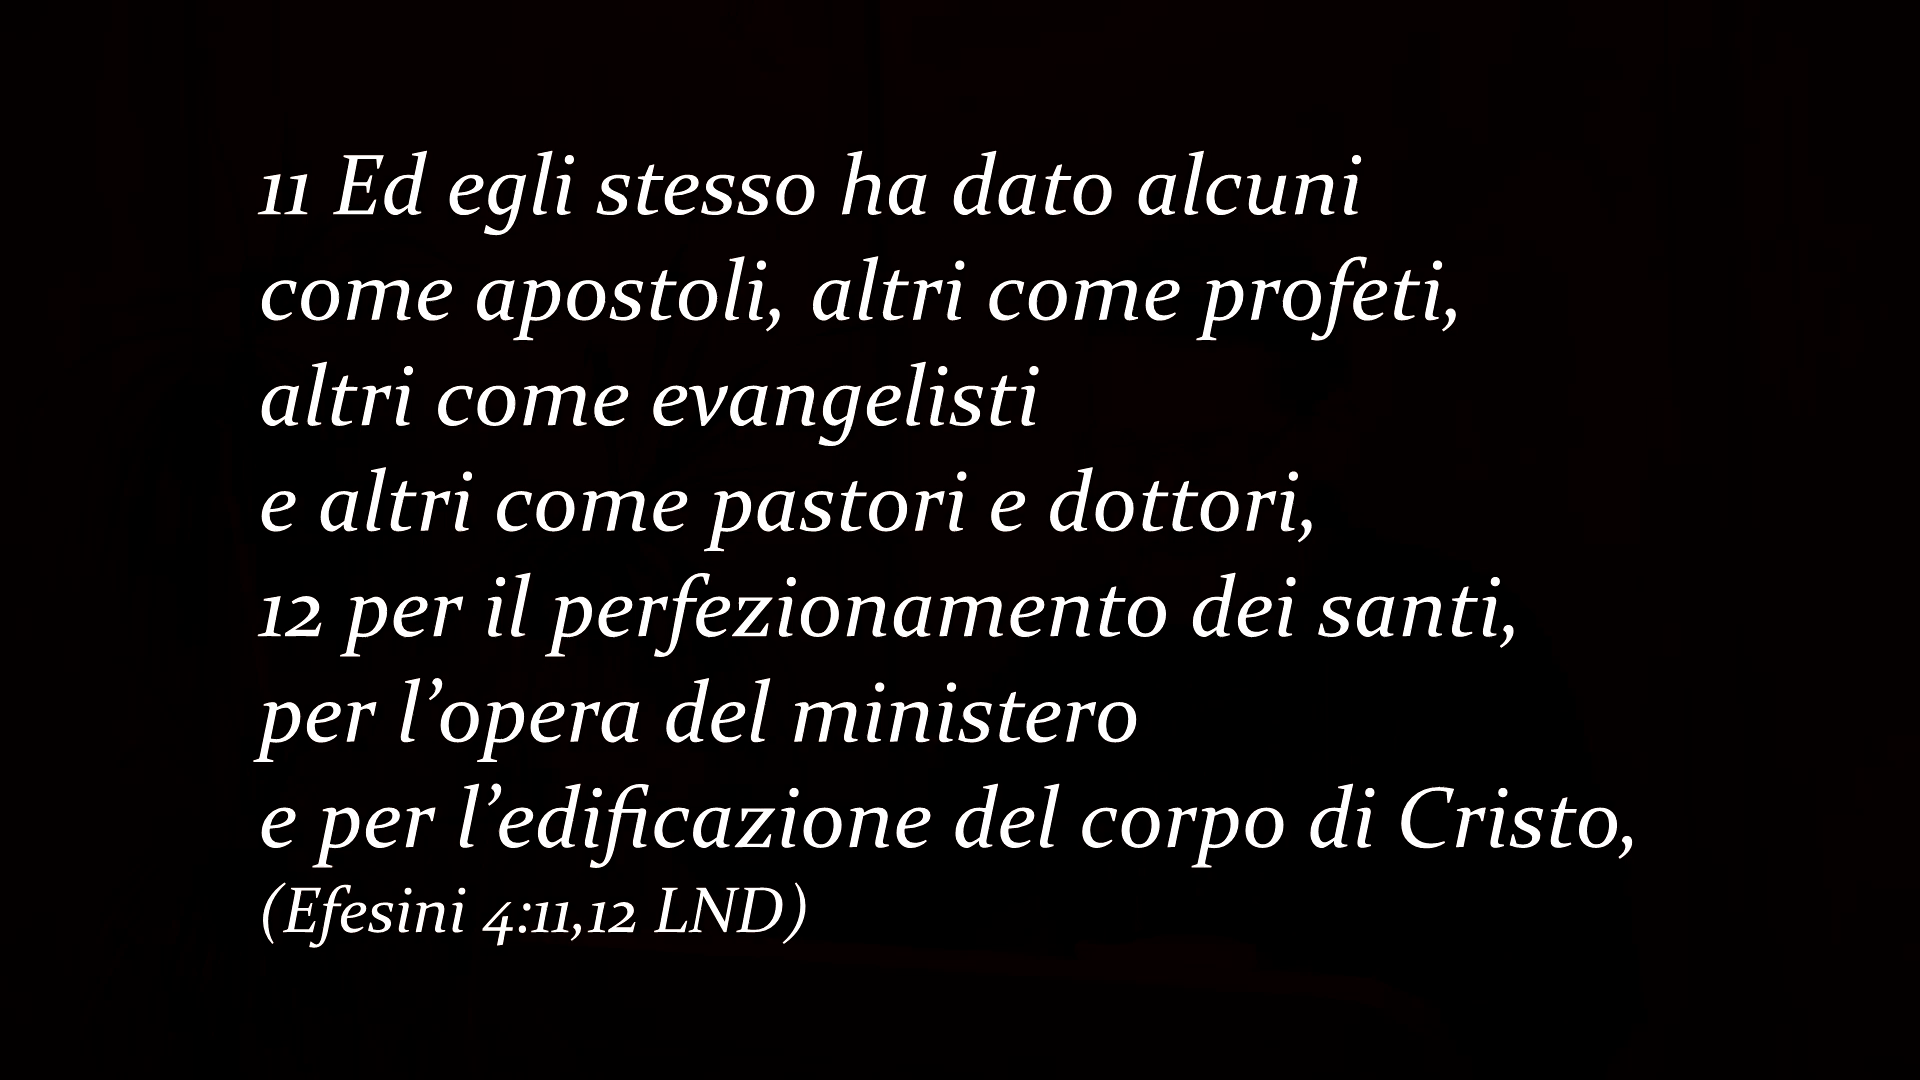 11 Ed egli stesso ha dato alcuni
come apostoli, altri come profeti,
altri come evangelisti
e altri come pastori e dottori,
12 per il perfezionamento dei santi,
per l’opera del ministero
e per l’edificazione del corpo di Cristo,
(Efesini 4:11,12 LND)